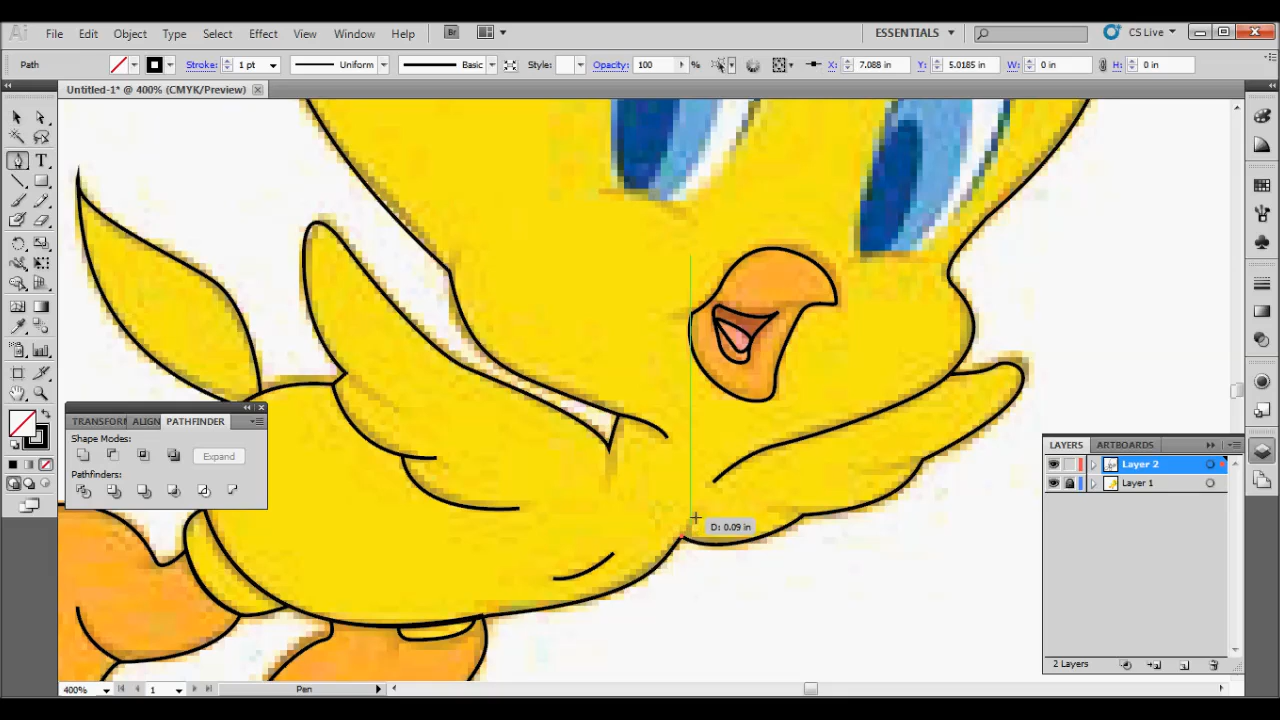 Ai File Edit Object Type Select Effect View Window Help Br ESSENTIALS CS Live
Path Stroke: 1 pt Uniform Basic Style: Opacity: 100 % X: 7.088 in Y: 5.0185 in W: 0 in H: 0 in
Untitled-1* @ 400% (CMYK/Preview)
TRANSFORM ALIGN PATHFINDER
Shape Modes:
Expand
Pathfinders:
D: 0.09 in
LAYERS ARTBOARDS
Layer 2
Layer 1
2 Layers
400% 1 Pen